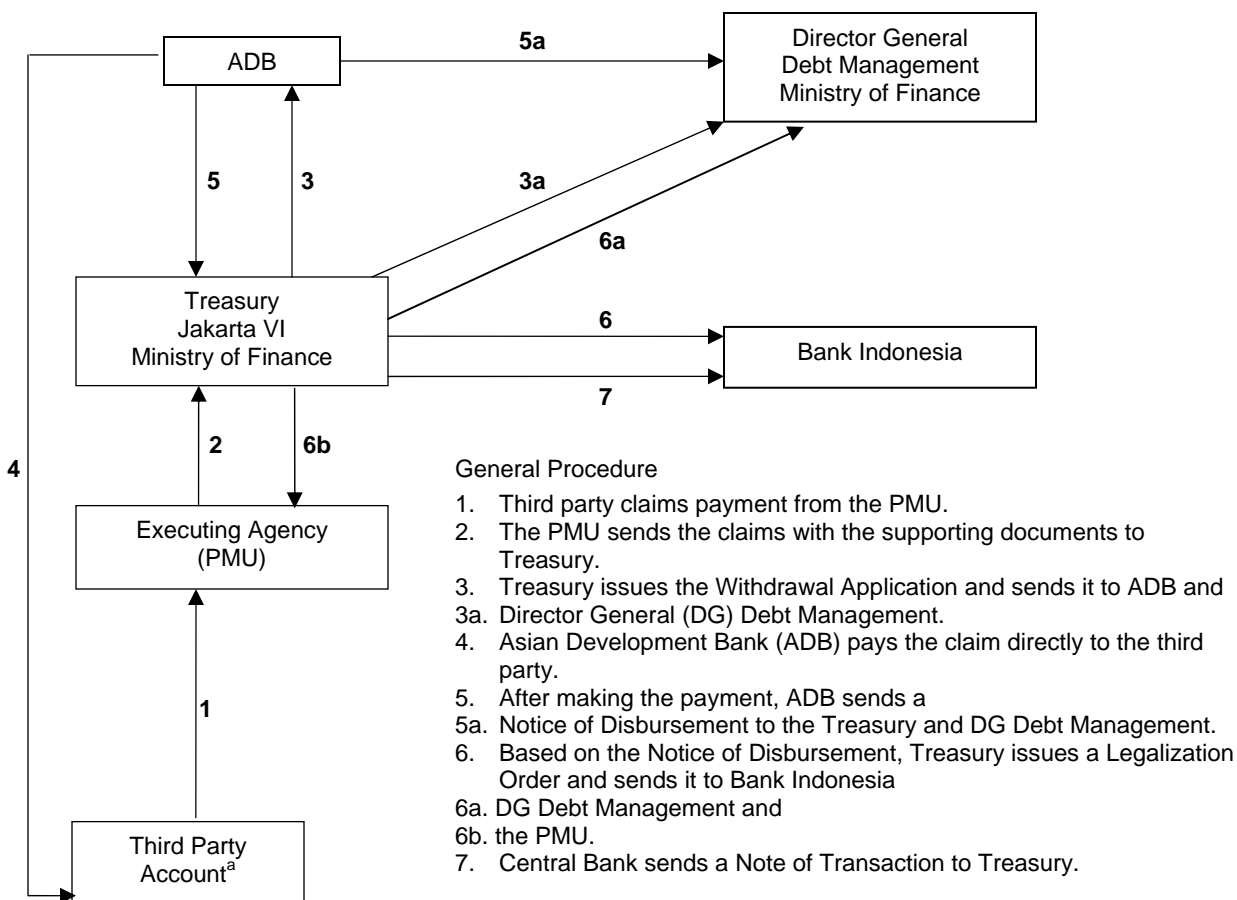 ADB
5a
Director General
Debt Management
Ministry of Finance
5
3
3a
6a
Treasury
Jakarta VI
Ministry of Finance
6
Bank Indonesia
7
2
6b
4
Executing Agency
(PMU)
1
Third Party
Accountᵃ
General Procedure
1. Third party claims payment from the PMU.
2. The PMU sends the claims with the supporting documents to
Treasury.
3. Treasury issues the Withdrawal Application and sends it to ADB and
3a. Director General (DG) Debt Management.
4. Asian Development Bank (ADB) pays the claim directly to the third
party.
5. After making the payment, ADB sends a
5a. Notice of Disbursement to the Treasury and DG Debt Management.
6. Based on the Notice of Disbursement, Treasury issues a Legalization
Order and sends it to Bank Indonesia
6a. DG Debt Management and
6b. the PMU.
7. Central Bank sends a Note of Transaction to Treasury.